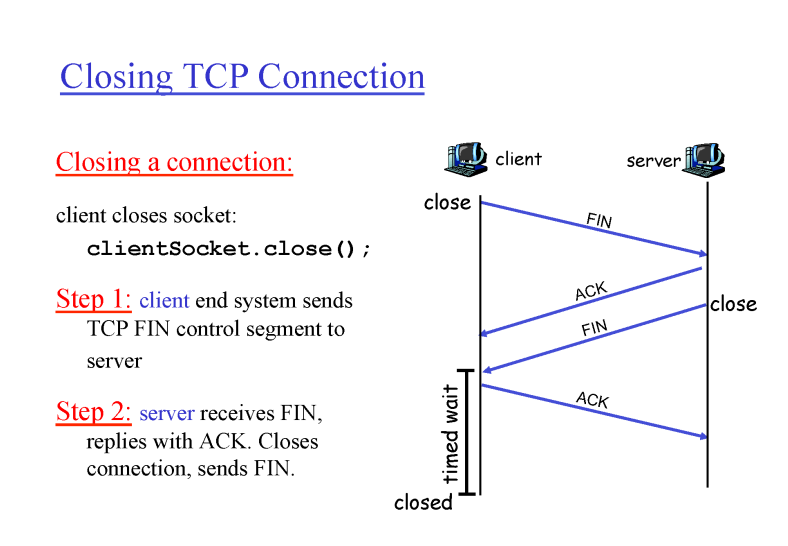 Closing TCP Connection
Closing a connection:
client closes socket:
clientSocket.close();
Step 1: client end system sends
TCP FIN control segment to
server
Step 2: server receives FIN,
replies with ACK. Closes
connection, sends FIN.
client
server
close
FIN
ACK
close
FIN
ACK
timed wait
closed